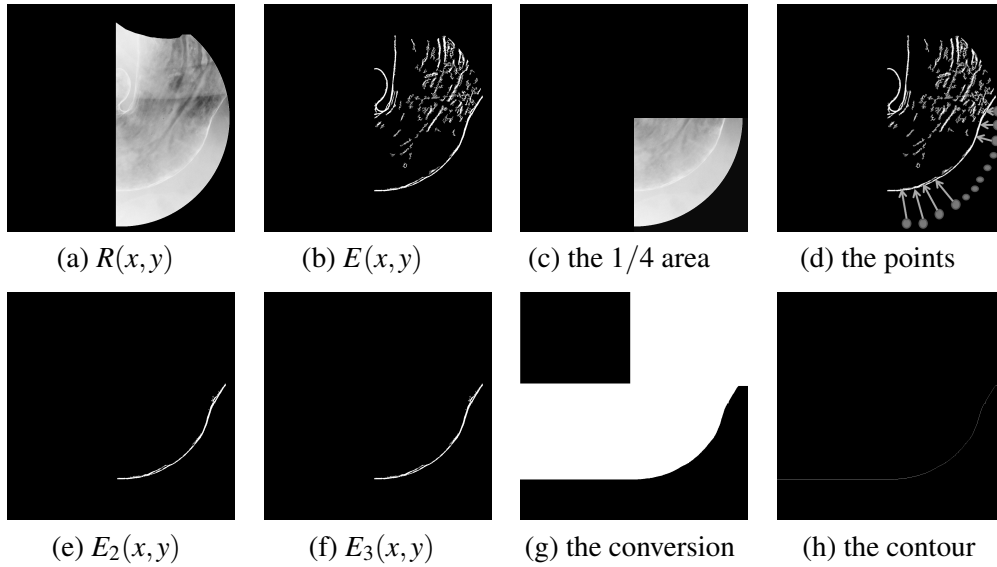 (a) R(x,y)
(b) E(x,y)
(c) the 1/4 area
(d) the points
(e) E₂(x,y)
(f) E₃(x,y)
(g) the conversion
(h) the contour